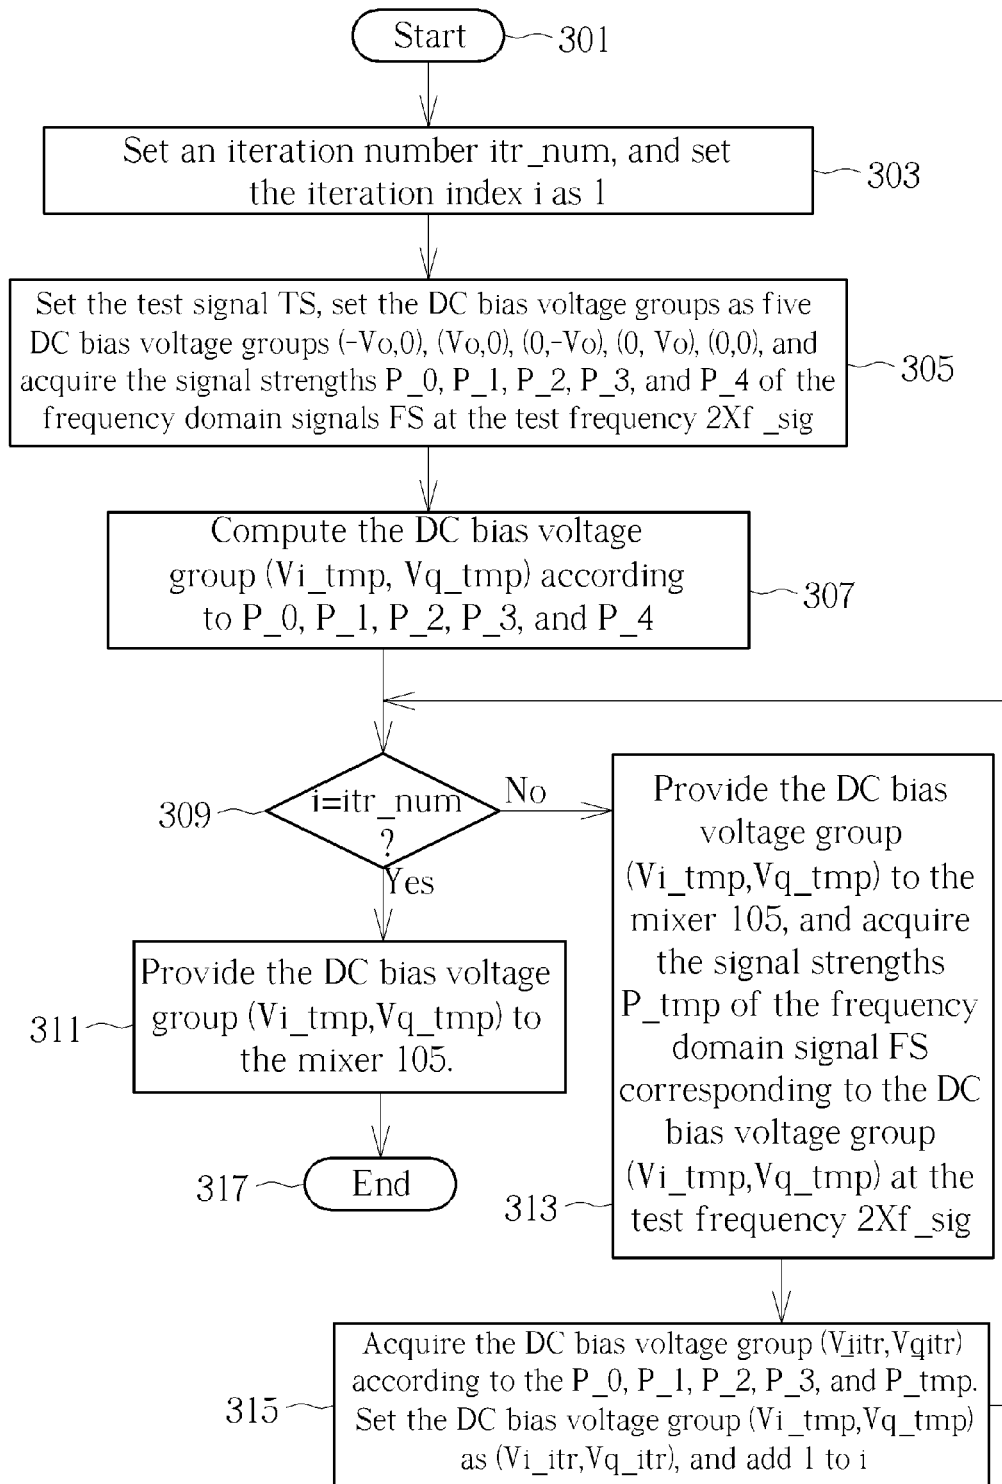 Start
301
Set an iteration number itr_num, and set
the iteration index i as 1
303
Set the test signal TS, set the DC bias voltage groups as five
DC bias voltage groups (-Vo,0), (Vo,0), (0,-Vo), (0, Vo), (0,0), and
acquire the signal strengths P_0, P_1, P_2, P_3, and P_4 of the
frequency domain signals FS at the test frequency 2Xf_sig
305
Compute the DC bias voltage
group (Vi_tmp, Vq_tmp) according
to P_0, P_1, P_2, P_3, and P_4
307
i=itr_num
?
309
No
Yes
Provide the DC bias voltage
group (Vi_tmp,Vq_tmp) to
the mixer 105.
311
End
317
Provide the DC bias
voltage group
(Vi_tmp,Vq_tmp) to the
mixer 105, and acquire
the signal strengths
P_tmp of the frequency
domain signal FS
corresponding to the DC
bias voltage group
(Vi_tmp,Vq_tmp) at the
test frequency 2Xf_sig
313
Acquire the DC bias voltage group (V_iitr,V_qitr)
according to the P_0, P_1, P_2, P_3, and P_tmp.
Set the DC bias voltage group (Vi_tmp,Vq_tmp)
as (Vi_itr,Vq_itr), and add 1 to i
315